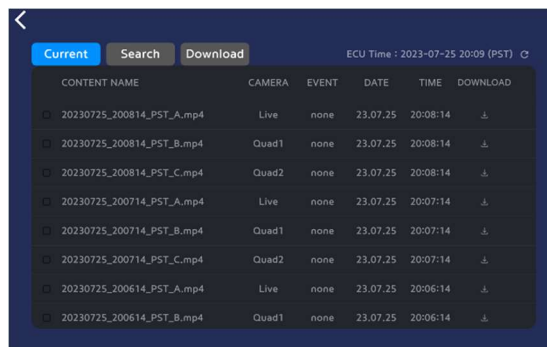 Current Search Download ECU Time : 2023-07-25 20:09 (PST)
CONTENT NAME CAMERA EVENT DATE TIME DOWNLOAD
20230725_200814_PST_A.mp4 Live none 23.07.25 20:08:14
20230725_200814_PST_B.mp4 Quad1 none 23.07.25 20:08:14
20230725_200814_PST_C.mp4 Quad2 none 23.07.25 20:08:14
20230725_200714_PST_A.mp4 Live none 23.07.25 20:07:14
20230725_200714_PST_B.mp4 Quad1 none 23.07.25 20:07:14
20230725_200714_PST_C.mp4 Quad2 none 23.07.25 20:07:14
20230725_200614_PST_A.mp4 Live none 23.07.25 20:06:14
20230725_200614_PST_B.mp4 Quad1 none 23.07.25 20:06:14